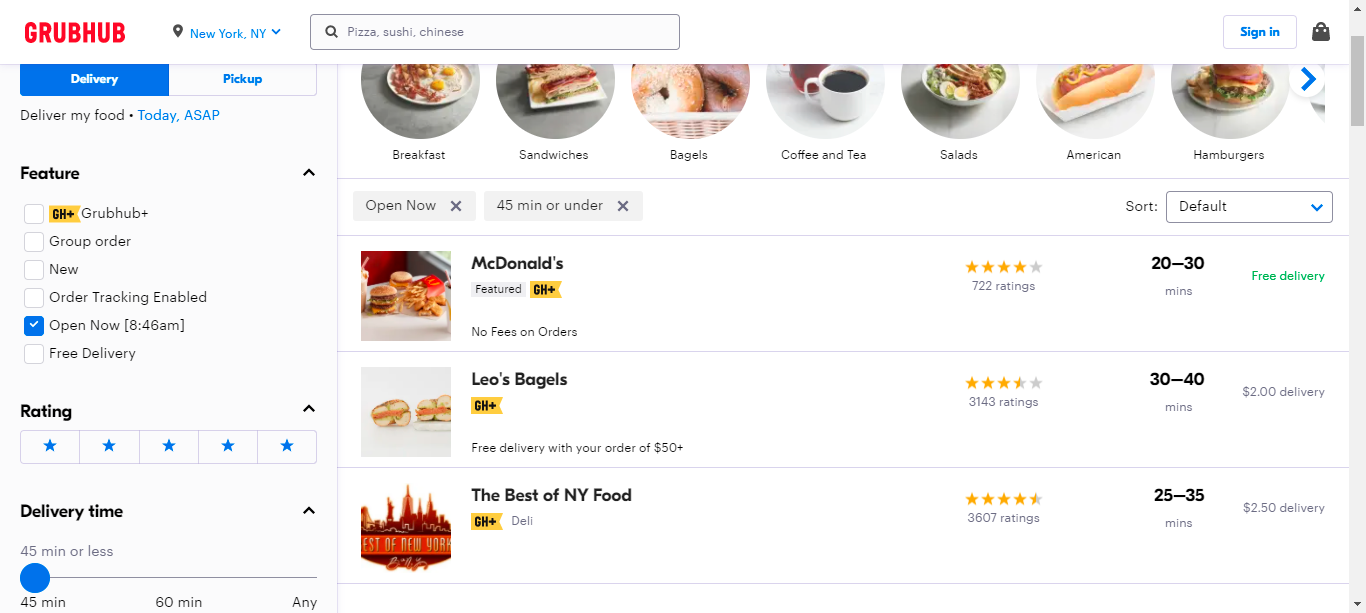 GRUBHUB
New York, NY
Pizza, sushi, chinese
Sign in
Delivery
Pickup
Deliver my food • Today, ASAP
Feature
GH+ Grubhub+
Group order
New
Order Tracking Enabled
Open Now [8:46am]
Free Delivery
Rating
Delivery time
45 min or less
45 min
60 min
Any
Breakfast
Sandwiches
Bagels
Coffee and Tea
Salads
American
Hamburgers
Open Now
45 min or under
Sort:
Default
McDonald's
Featured
GH+
No Fees on Orders
722 ratings
20–30
mins
Free delivery
Leo's Bagels
GH+
Free delivery with your order of $50+
3143 ratings
30–40
mins
$2.00 delivery
EST OF NEW YORK
The Best of NY Food
GH+
Deli
3607 ratings
25–35
mins
$2.50 delivery